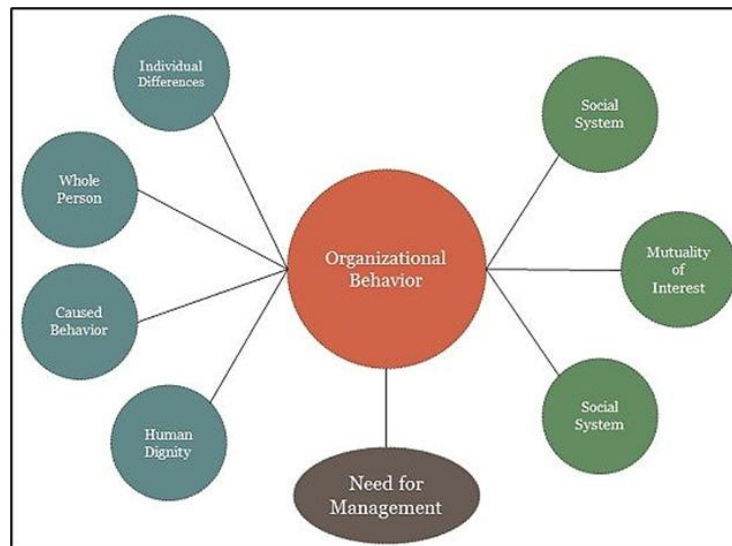 Individual
Differences
Whole
Person
Caused
Behavior
Human
Dignity
Organizational
Behavior
Need for
Management
Social
System
Mutuality
of
Interest
Social
System